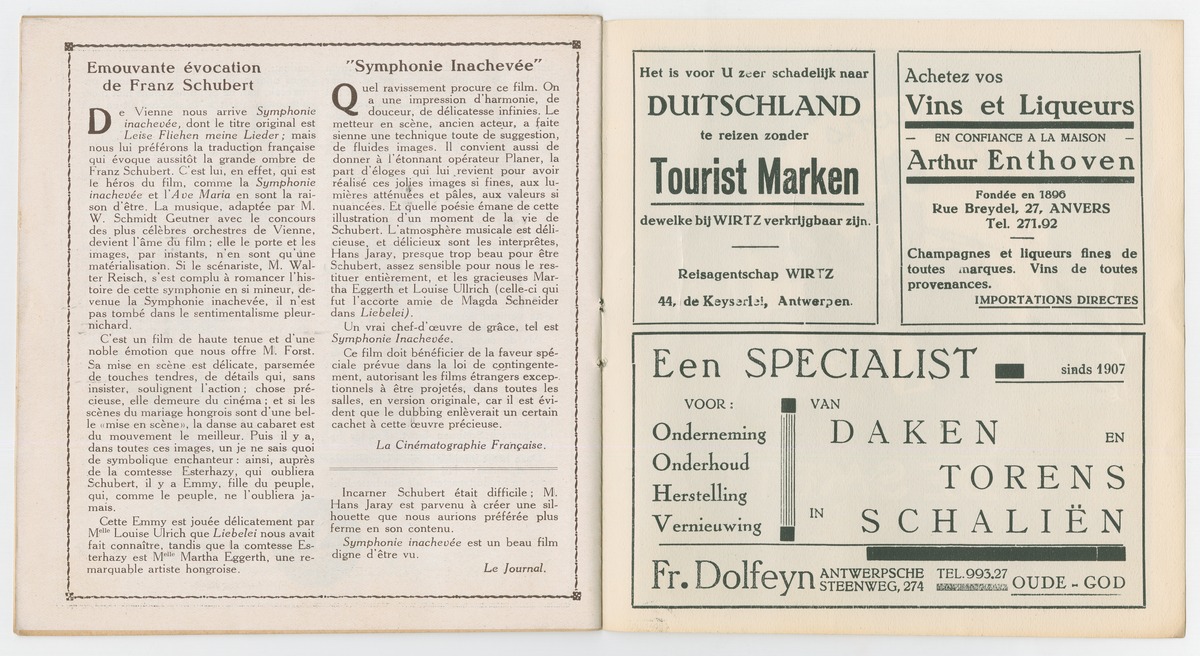 Emouvante évocation
de Franz Schubert
De Vienne nous arrive Symphonie
inachevée, dont le titre original est
Leise Fliehen meine Lieder; mais
nous lui préférons la traduction française
qui évoque aussitôt la grande ombre de
Franz Schubert. C'est lui, en effet, qui est
le héros du film, comme la Symphonie
inachevée et l'Ave Maria en sont la rai-
son d'être. La musique, adaptée par M.
W. Schmidt Geutner avec le concours
des plus célèbres orchestres de Vienne,
devient l'âme du film; elle le porte et les
images, par instants, n'en sont qu'une
matérialisation. Si le scénariste, M. Wal-
ter Reisch, s'est complu à romancer l'his-
toire de cette symphonie en si mineur, de-
venue la Symphonie inachevée, il n'est
pas tombé dans le sentimentalisme pleur-
nichard.
C'est un film de haute tenue et d'une
noble émotion que nous offre M. Forst.
Sa mise en scène est délicate, parsemée
de touches tendres, de détails qui, sans
insister, soulignent l'action; chose pré-
cieuse, elle demeure du cinéma; et si les
scènes du mariage hongrois sont d'une bel-
le «mise en scène», la danse au cabaret est
du mouvement le meilleur. Puis il y a,
dans toutes ces images, un je ne sais quoi
de symbolique enchanteur: ainsi, auprès
de la comtesse Esterhazy, qui oubliera
Schubert, il y a Emmy, fille du peuple,
qui, comme le peuple, ne l'oubliera ja-
mais.
Cette Emmy est jouée délicatement par
Melle Louise Ulrich que Liebelei nous avait
fait connaître, tandis que la comtesse Es-
terhazy est Melle Martha Eggerth, une re-
marquable artiste hongroise.
"Symphonie Inachevée"
Quel ravissement procure ce film. On
a une impression d'harmonie, de
douceur, de délicatesse infinies. Le
metteur en scène, ancien acteur, a faite
sienne une technique toute de suggestion,
de fluides images. Il convient aussi de
donner à l'étonnant opérateur Planer, la
part d'éloges qui lui revient pour avoir
réalisé ces jolies images si fines, aux lu-
mières atténuées et pâles, aux valeurs si
nuancées. Et quelle poésie émane de cette
illustration d'un moment de la vie de
Schubert. L'atmosphère musicale est déli-
cieuse, et délicieux sont les interprêtes,
Hans Jaray, presque trop beau pour être
Schubert, assez sensible pour nous le res-
tituer entièrement, et les gracieuses Mar-
tha Eggerth et Louise Ullrich (celle-ci qui
fut l'accorte amie de Magda Schneider
dans Liebelei).
Un vrai chef-d'œuvre de grâce, tel est
Symphonie Inachevée.
Ce film doit bénéficier de la faveur spé-
ciale prévue dans la loi de contingente-
ment, autorisant les films étrangers excep-
tionnels à être projetés, dans toutes les
salles, en version originale, car il est évi-
dent que le dubbing enlèverait un certain
cachet à cette œuvre précieuse.
La Cinématographie Française.
Incarner Schubert était difficile; M.
Hans Jaray est parvenu à créer une sil-
houette que nous aurions préférée plus
ferme en son contenu.
Symphonie inachevée est un beau film
digne d'être vu.
Le Journal.
Het is voor U zeer schadelijk naar
DUITSCHLAND
te reizen zonder
Tourist Marken
dewelke bij WIRTZ verkrijgbaar zijn.
Reisagentschap WIRTZ
44, de Keyserlei, Antwerpen.
Achetez vos
Vins et Liqueurs
— EN CONFIANCE A LA MAISON —
Arthur Enthoven
Fondée en 1896
Rue Breydel, 27, ANVERS
Tel. 271.92
Champagnes et liqueurs fines de
toutes marques. Vins de toutes
provenances.
IMPORTATIONS DIRECTES
Een SPECIALIST
sinds 1907
VOOR:
Onderneming
Onderhoud
Herstelling
Vernieuwing
VAN
DAKEN
EN
TORENS
IN
SCHALIËN
Fr. Dolfeyn ANTWERPSCHE
STEENWEG, 274
TEL. 993.27
OUDE-GOD